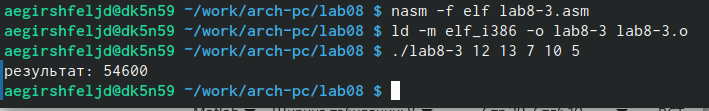 aegirshfeljd@dk5n59 ~/work/arch-pc/lab08 $ nasm -f elf lab8-3.asm
aegirshfeljd@dk5n59 ~/work/arch-pc/lab08 $ ld -m elf_i386 -o lab8-3 lab8-3.o
aegirshfeljd@dk5n59 ~/work/arch-pc/lab08 $ ./lab8-3 12 13 7 10 5
результат: 54600
aegirshfeljd@dk5n59 ~/work/arch-pc/lab08 $